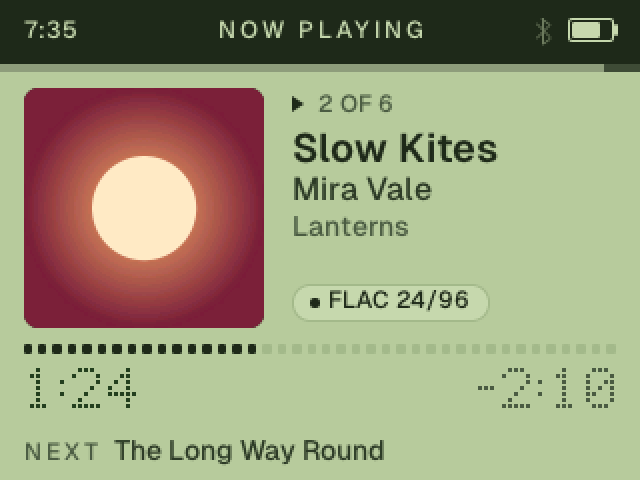 7:35 NOW PLAYING
2 OF 6
Slow Kites
Mira Vale
Lanterns
FLAC 24/96
1:24 -2:10
NEXT The Long Way Round